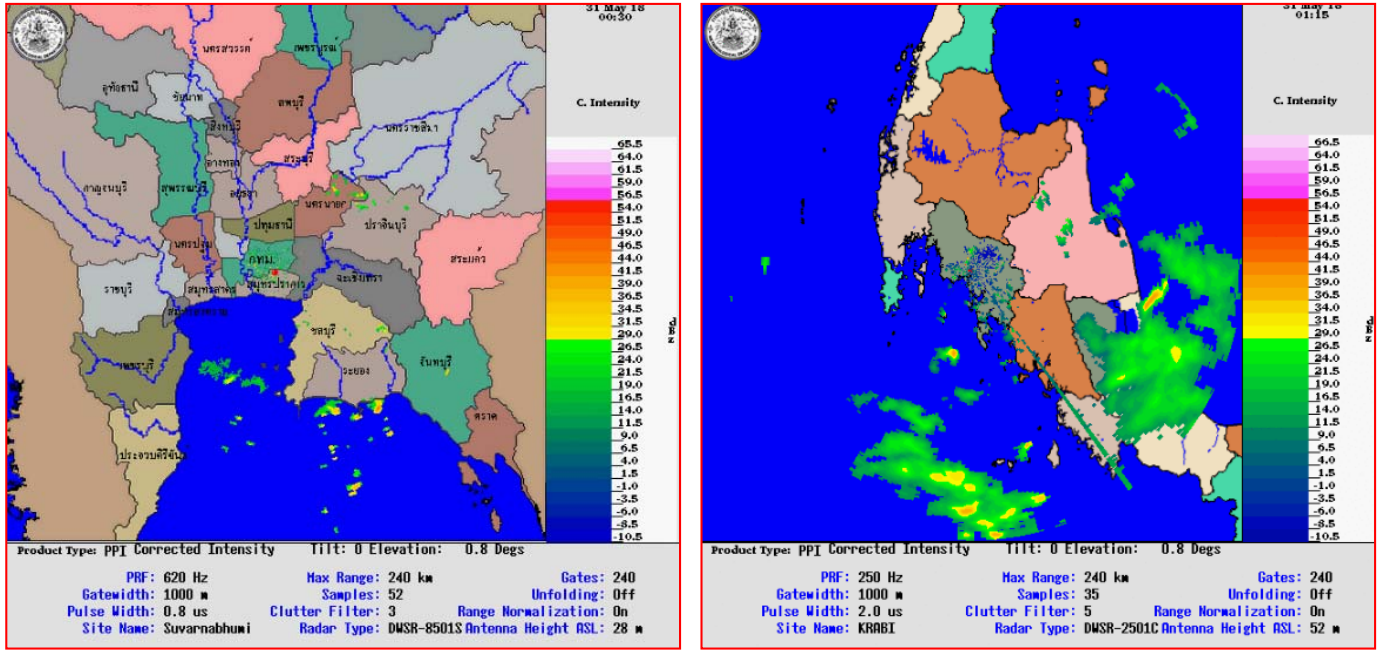 31 May 18
00:30
C. Intensity
65.5
64.0
61.5
59.0
56.5
54.0
51.5
49.0
46.5
44.0
41.5
39.0
36.5
34.0
31.5
29.0
26.5
24.0
21.5
19.0
16.5
14.0
11.5
9.0
6.5
4.0
1.5
-1.0
-3.5
-6.0
-8.5
-10.5
นครสวรรค์
เพชรบูรณ์
อุทัยธานี
ชัยนาท
ลพบุรี
สิงห์บุรี
นครราชสีมา
อ่างทอง
สระบุรี
กาญจนบุรี
สุพรรณบุรี
อยุธยา
นครนายก
ปราจีนบุรี
ปทุมธานี
นครปฐม
สระแก้ว
กทม.
ราชบุรี
สมุทรสาคร
สมุทรปราการ
ฉะเชิงเทรา
ชลบุรี
เพชรบุรี
ระยอง
จันทบุรี
ตราด
ประจวบคีรีขันธ์
Product Type: PPI Corrected Intensity Tilt: 0 Elevation: 0.8 Degs
PRF: 620 Hz Max Range: 240 km Gates: 240
Gatewidth: 1000 m Samples: 52 Unfolding: Off
Pulse Width: 0.8 us Clutter Filter: 3 Range Normalization: On
Site Name: Suvarnabhumi Radar Type: DWSR-8501S Antenna Height ASL: 28 m
31 May 18
01:15
C. Intensity
66.5
64.0
61.5
59.0
56.5
54.0
51.5
49.0
46.5
44.0
41.5
39.0
36.5
34.0
31.5
29.0
26.5
24.0
21.5
19.0
16.5
14.0
11.5
9.0
6.5
4.0
1.5
-1.0
-3.5
-6.0
-8.5
-10.5
Product Type: PPI Corrected Intensity Tilt: 0 Elevation: 0.8 Degs
PRF: 250 Hz Max Range: 240 km Gates: 240
Gatewidth: 1000 m Samples: 35 Unfolding: Off
Pulse Width: 2.0 us Clutter Filter: 5 Range Normalization: On
Site Name: KRABI Radar Type: DWSR-2501C Antenna Height ASL: 52 m